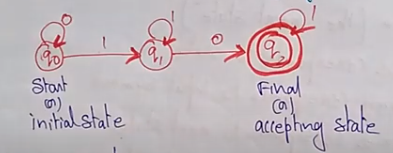 0 1 1
q0 1 q1 0 q2
Start Final
(or) (or)
initial state accepting state